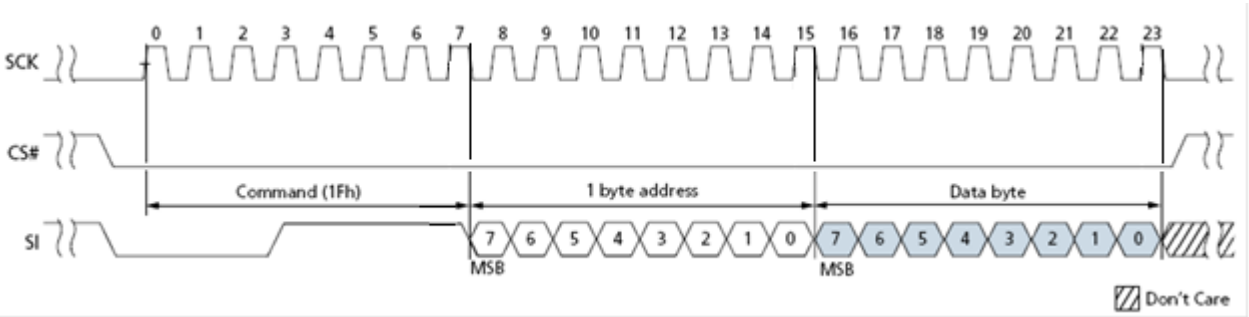 0 1 2 3 4 5 6 7 8 9 10 11 12 13 14 15 16 17 18 19 20 21 22 23
SCK
CS#
Command (1Fh) 1 byte address Data byte
SI 7 6 5 4 3 2 1 0 7 6 5 4 3 2 1 0
MSB MSB
Don't Care